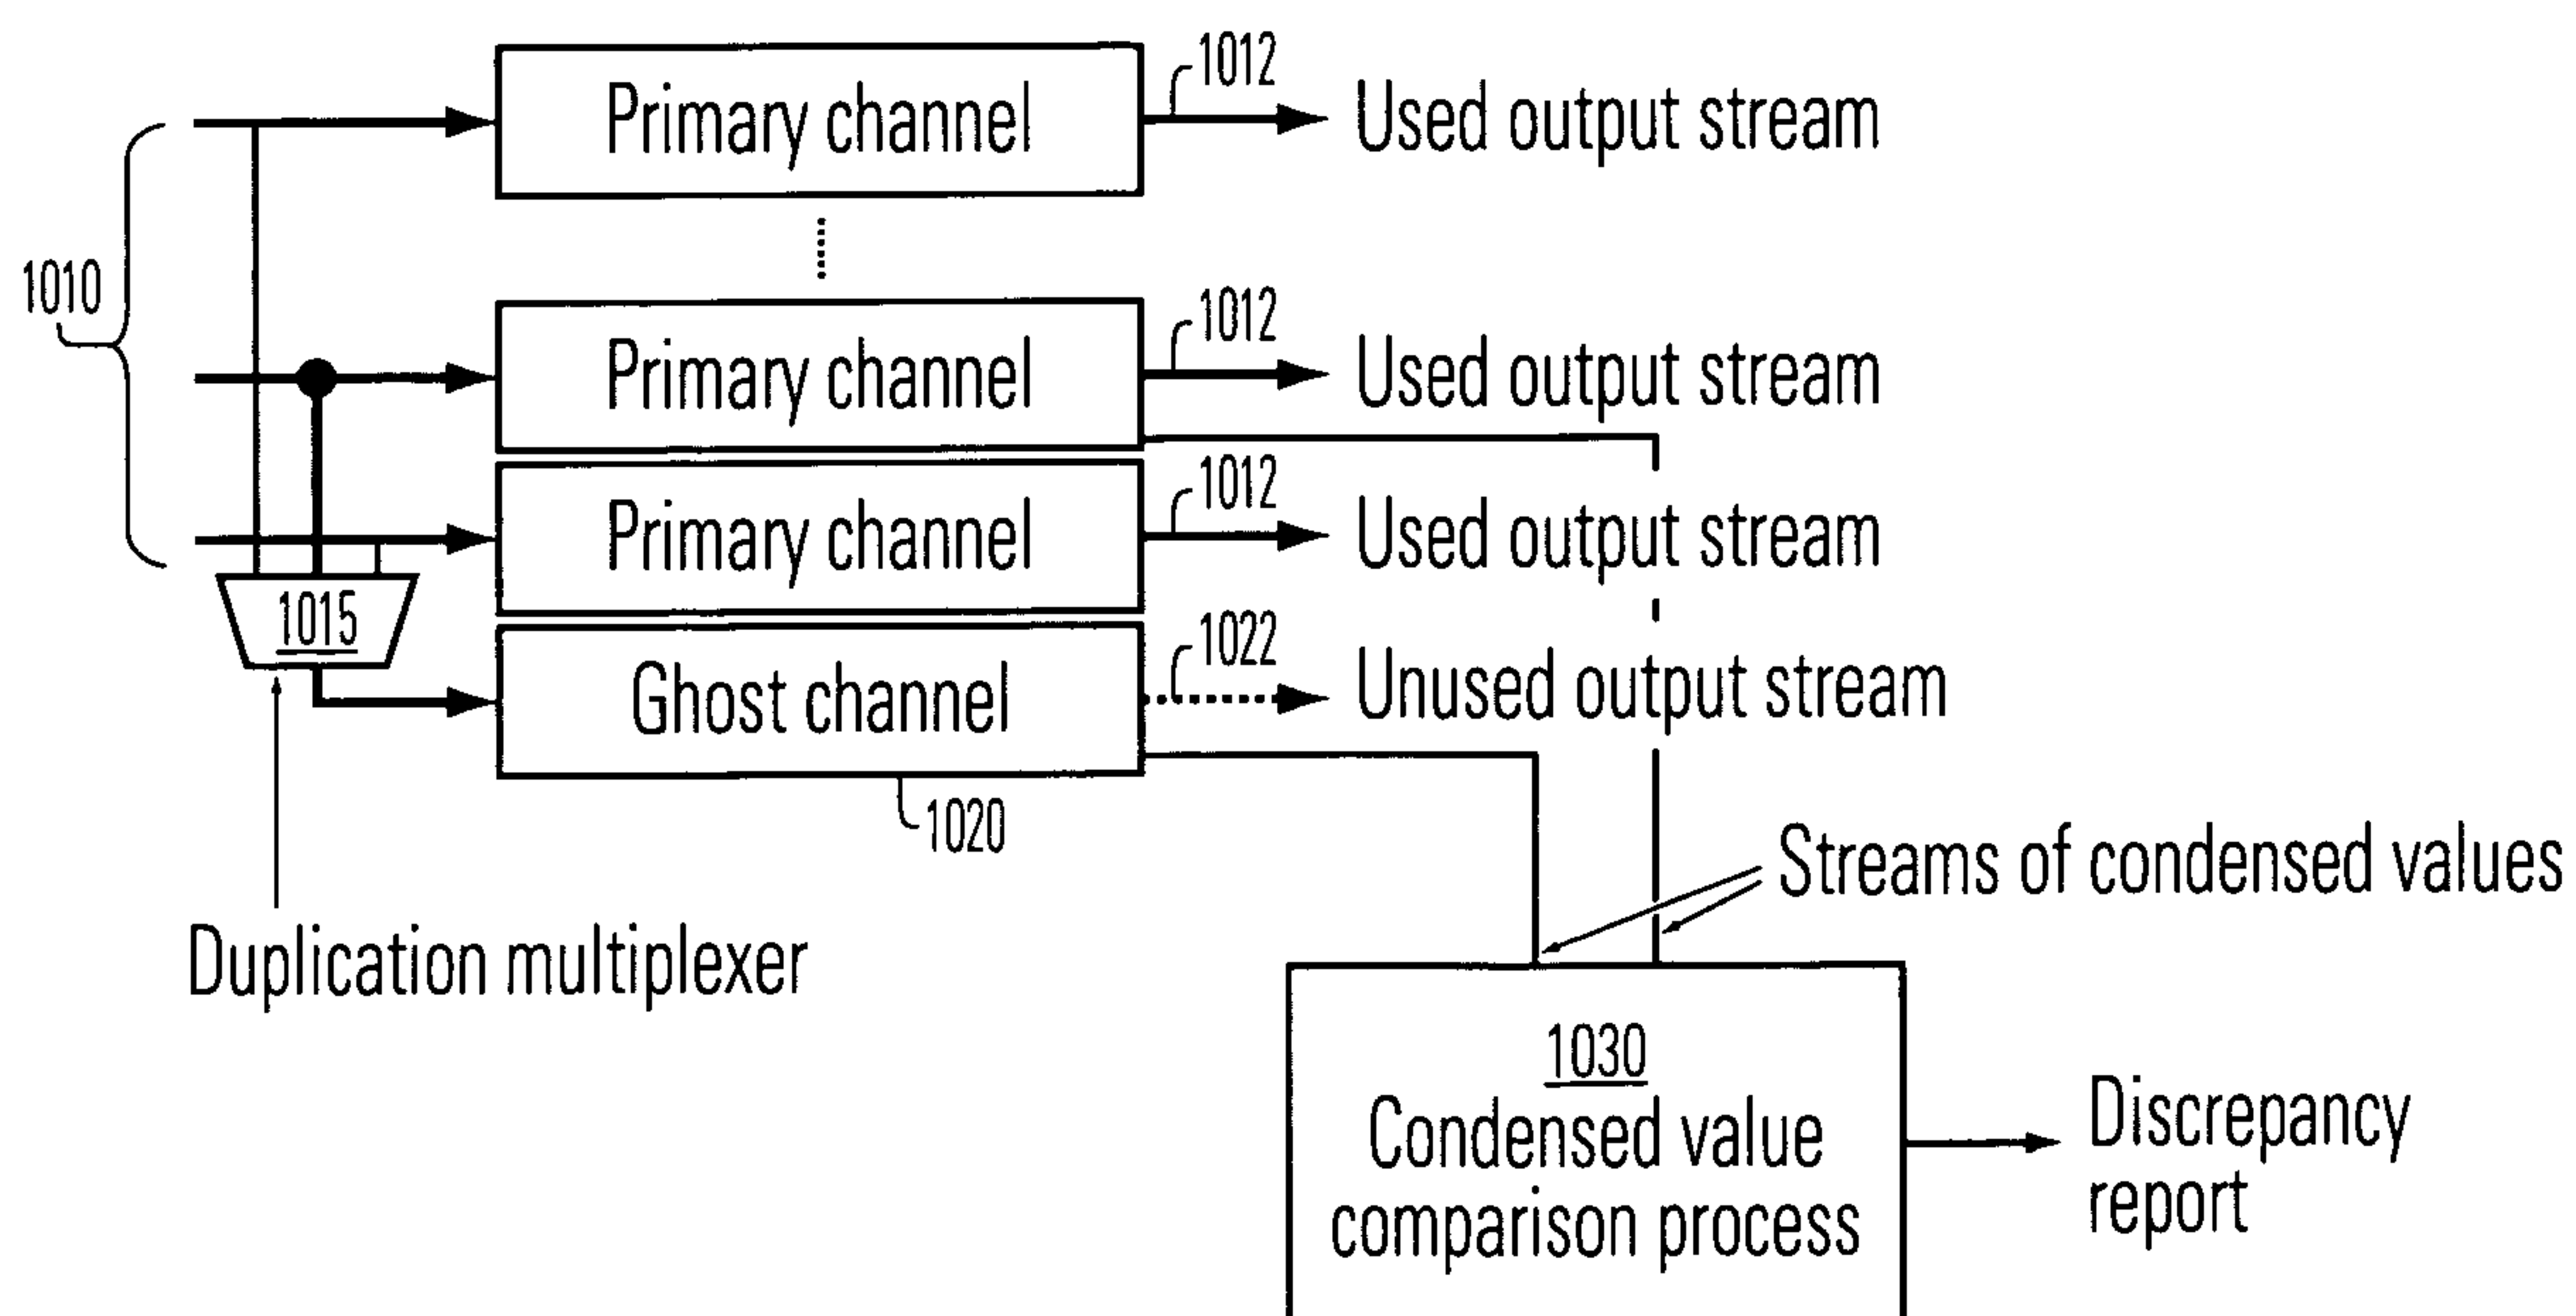 1012
Primary channel
Used output stream
1010
1012
Primary channel
Used output stream
1012
Primary channel
Used output stream
1015
1022
Ghost channel
Unused output stream
1020
Streams of condensed values
Duplication multiplexer
1030
Condensed value
comparison process
Discrepancy
report